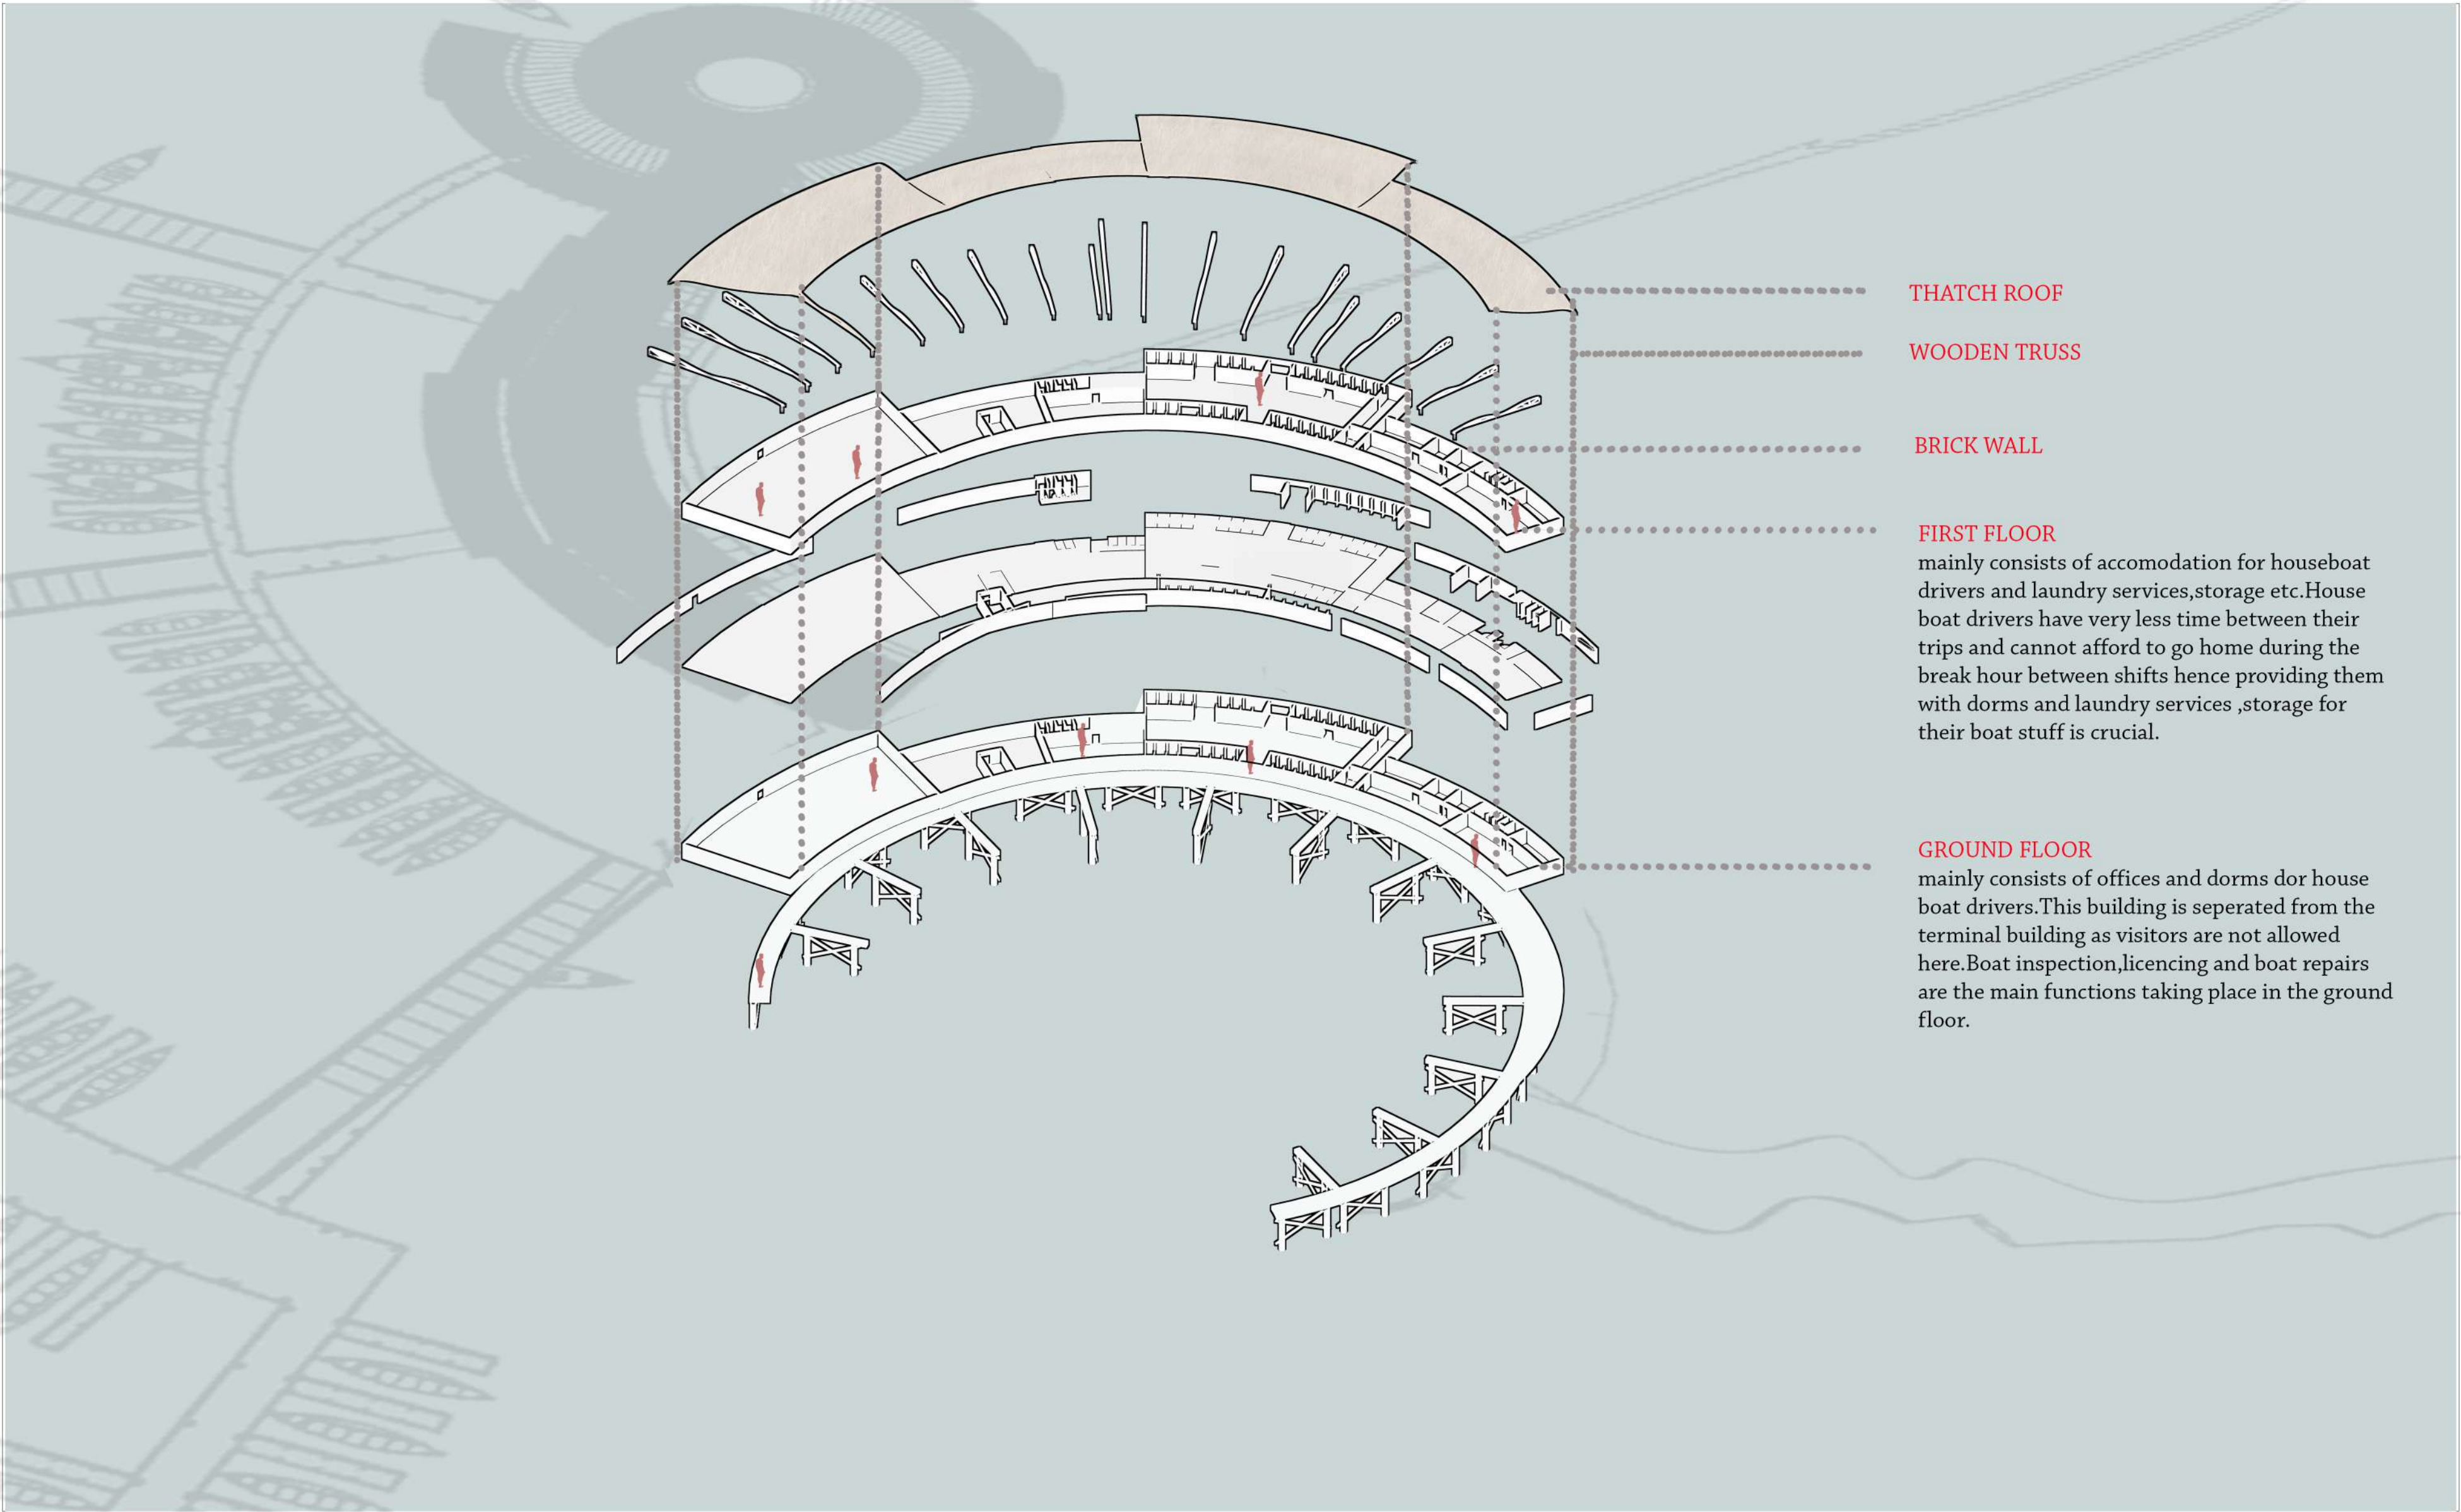 THATCH ROOF
WOODEN TRUSS
BRICK WALL
FIRST FLOOR
mainly consists of accomodation for houseboat
drivers and laundry services,storage etc.House
boat drivers have very less time between their
trips and cannot afford to go home during the
break hour between shifts hence providing them
with dorms and laundry services ,storage for
their boat stuff is crucial.
GROUND FLOOR
mainly consists of offices and dorms dor house
boat drivers.This building is seperated from the
terminal building as visitors are not allowed
here.Boat inspection,licencing and boat repairs
are the main functions taking place in the ground
floor.